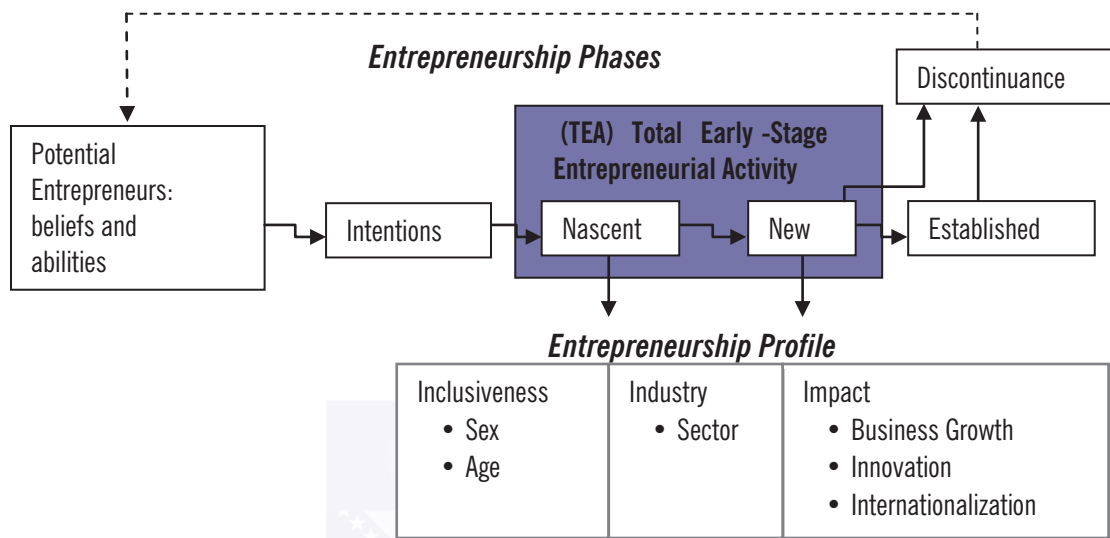 Entrepreneurship Phases
Discontinuance
Potential
Entrepreneurs:
beliefs and
abilities
(TEA) Total Early -Stage
Entrepreneurial Activity
Intentions
Nascent
New
Established
Entrepreneurship Profile
Inclusiveness
• Sex
• Age
Industry
• Sector
Impact
• Business Growth
• Innovation
• Internationalization